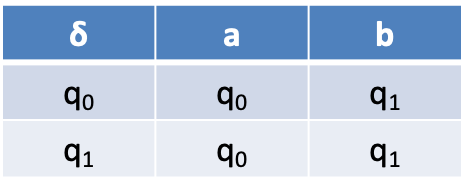 δ a b
q₀ q₀ q₁
q₁ q₀ q₁